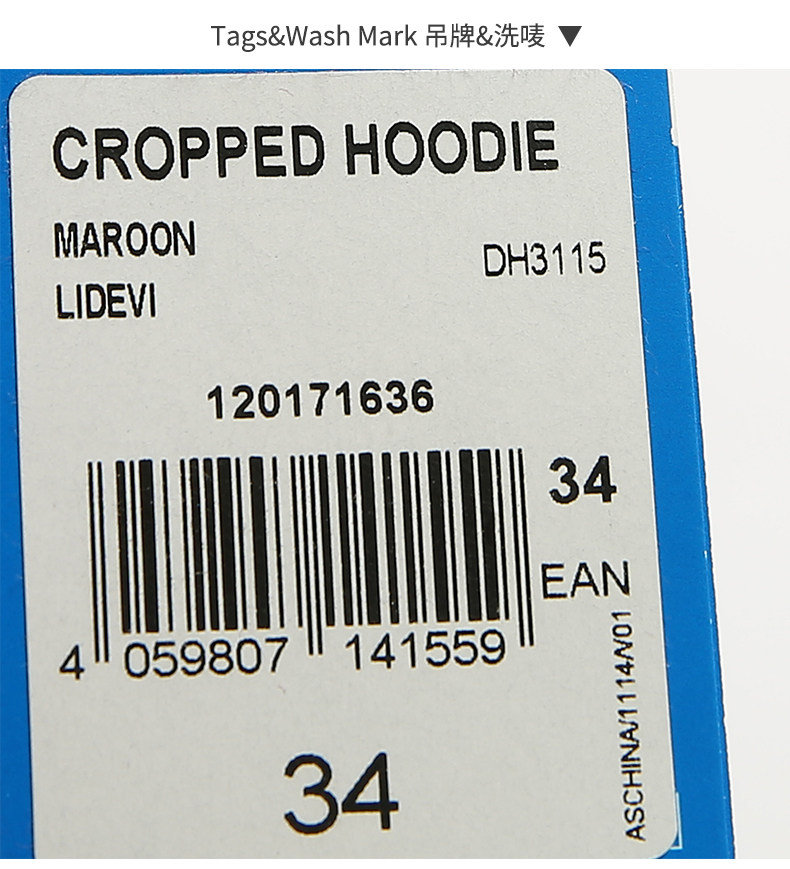 Tags&Wash Mark 吊牌&洗唛 ▼
CROPPED HOODIE
MAROON
DH3115
LIDEVI
120171636
34
EAN
4 059807 141559
ASCHINA/1114/V01
34